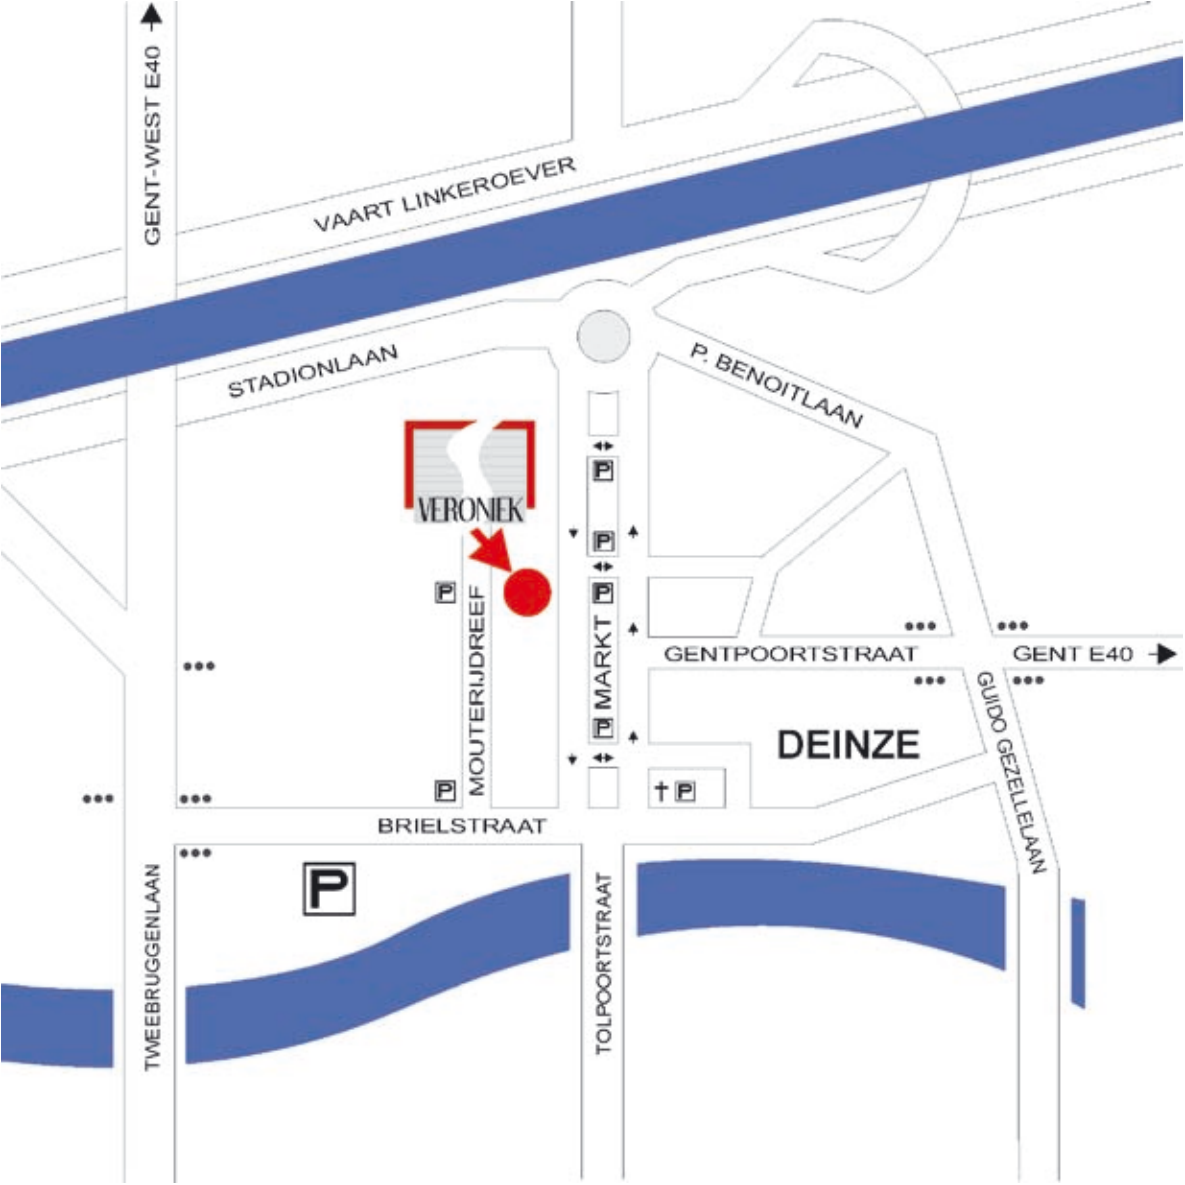 GENT-WEST E40
VAART LINKEROEVER
STADIONLAAN
P. BENOITLAAN
VERONIEK
P
P
P
P
MARKT
P
MOUTERIJDREEF
GENTPOORTSTRAAT
GENT E40
GUIDO GEZELLELAAN
DEINZE
P
P
BRIELSTRAAT
P
TWEEBRUGGENLAAN
TOLPOORTSTRAAT